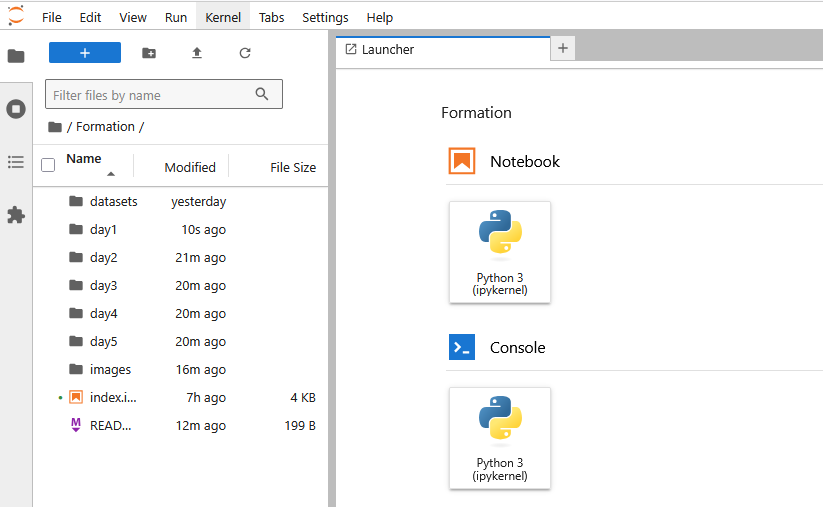 File Edit View Run Kernel Tabs Settings Help
+
Filter files by name
/ Formation /
Name Modified File Size
datasets yesterday
day1 10s ago
day2 21m ago
day3 20m ago
day4 20m ago
day5 20m ago
images 16m ago
index.i... 7h ago 4 KB
M READ... 12m ago 199 B
Launcher +
Formation
Notebook
Python 3
(ipykernel)
Console
Python 3
(ipykernel)